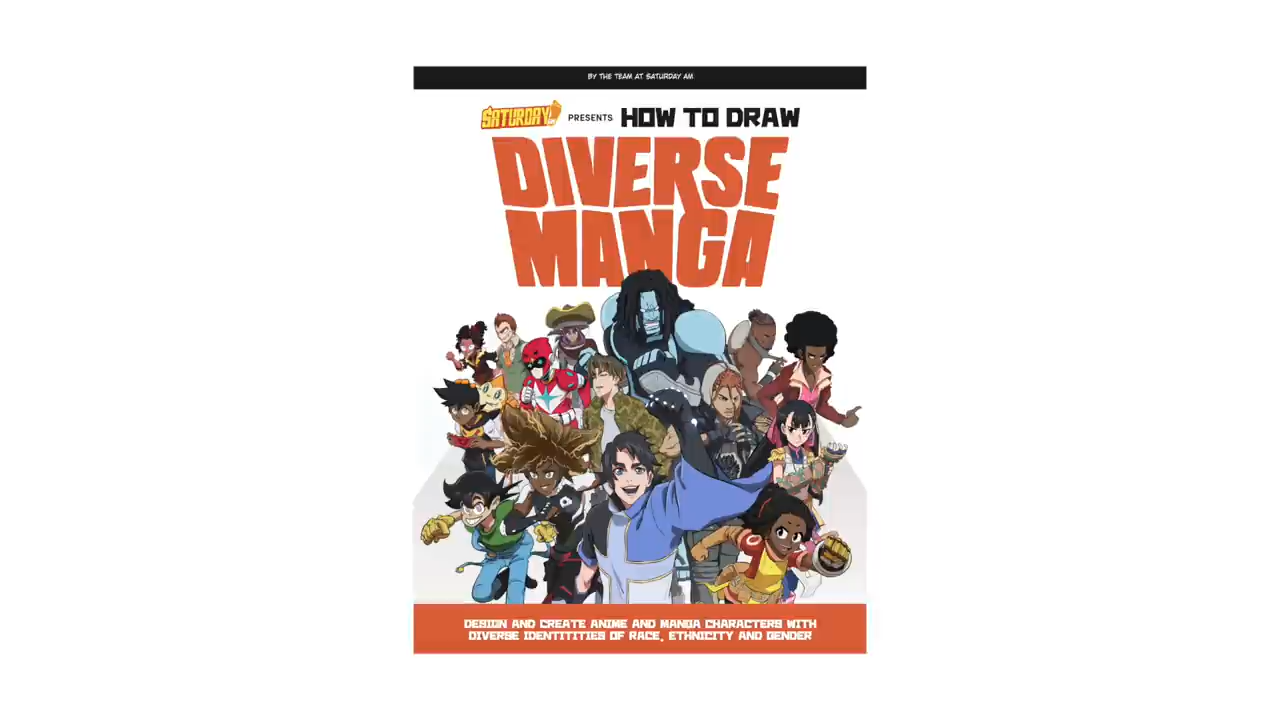 BY THE TEAM AT SATURDAY AM
SATURDAY AM PRESENTS HOW TO DRAW
DIVERSE
MANGA
DESIGN AND CREATE ANIME AND MANGA CHARACTERS WITH
DIVERSE IDENTITITIES OF RACE, ETHNICITY AND GENDER